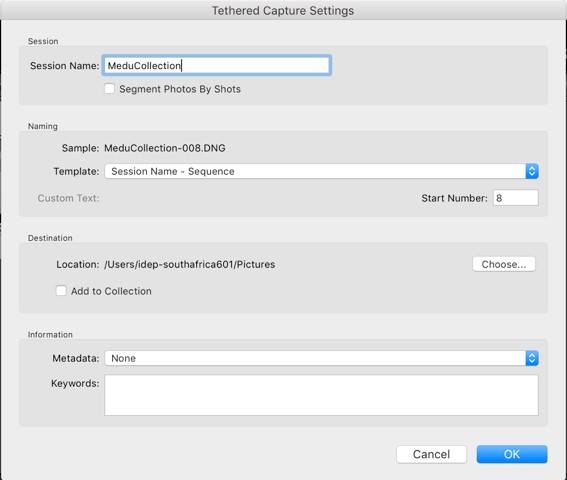 Tethered Capture Settings
Session
Session Name: MeduCollection
Segment Photos By Shots
Naming
Sample: MeduCollection-008.DNG
Template: Session Name - Sequence
Custom Text: Start Number: 8
Destination
Location: /Users/idep-southafrica601/Pictures Choose...
Add to Collection
Information
Metadata: None
Keywords:
Cancel OK